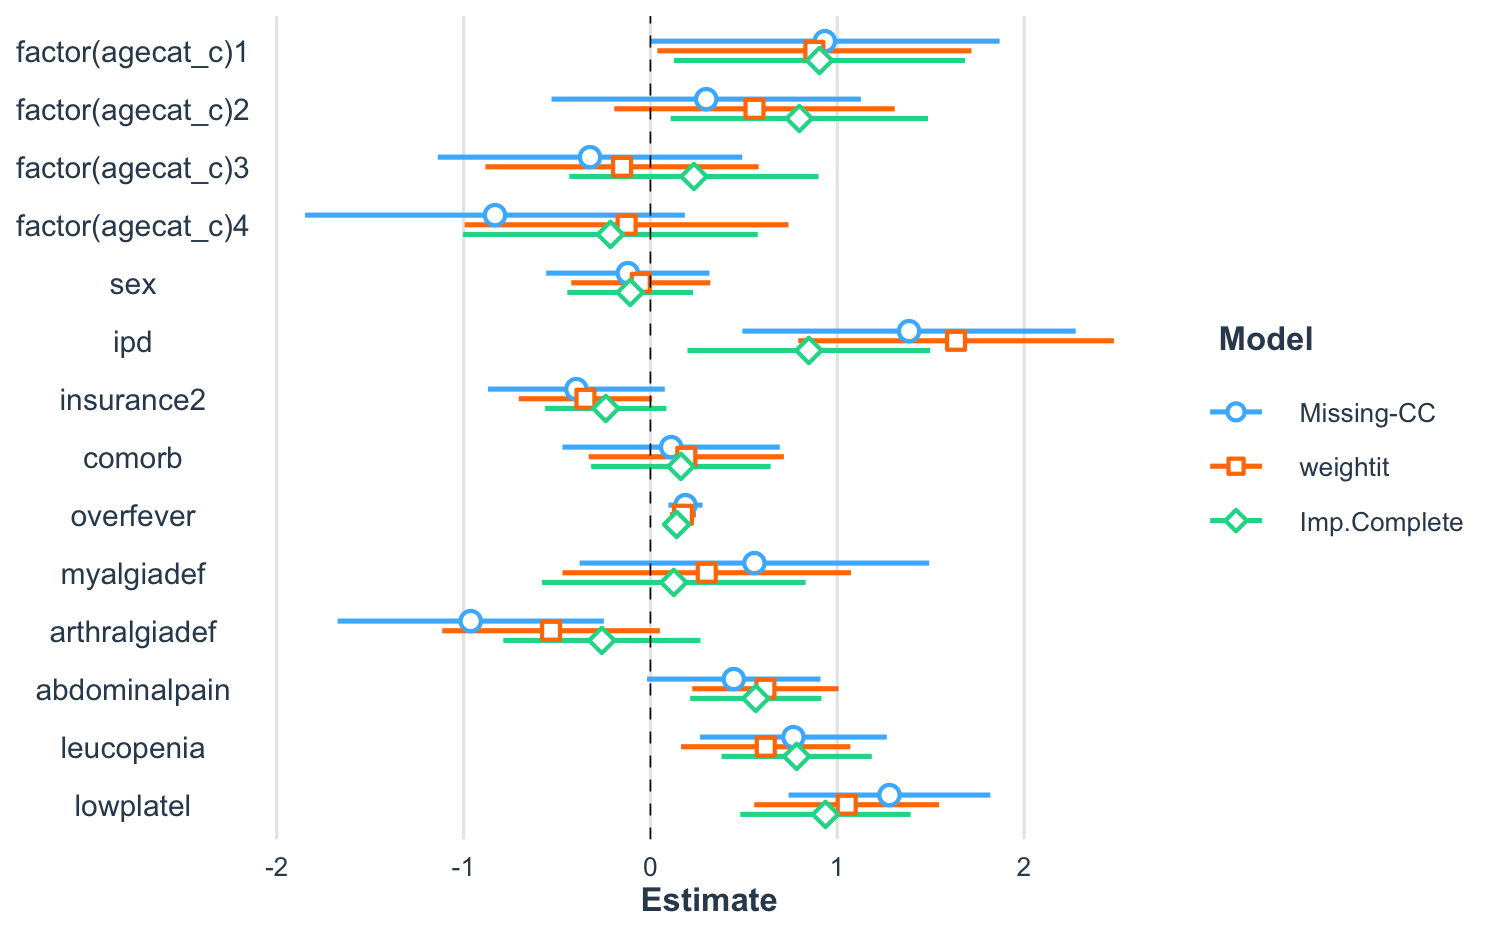 factor(agecat_c)1
factor(agecat_c)2
factor(agecat_c)3
factor(agecat_c)4
sex
ipd
insurance2
comorb
overfever
myalgiadef
arthralgiadef
abdominalpain
leucopenia
lowplatel
-2 -1 0 1 2
Estimate
Model
Missing-CC
weightit
Imp.Complete